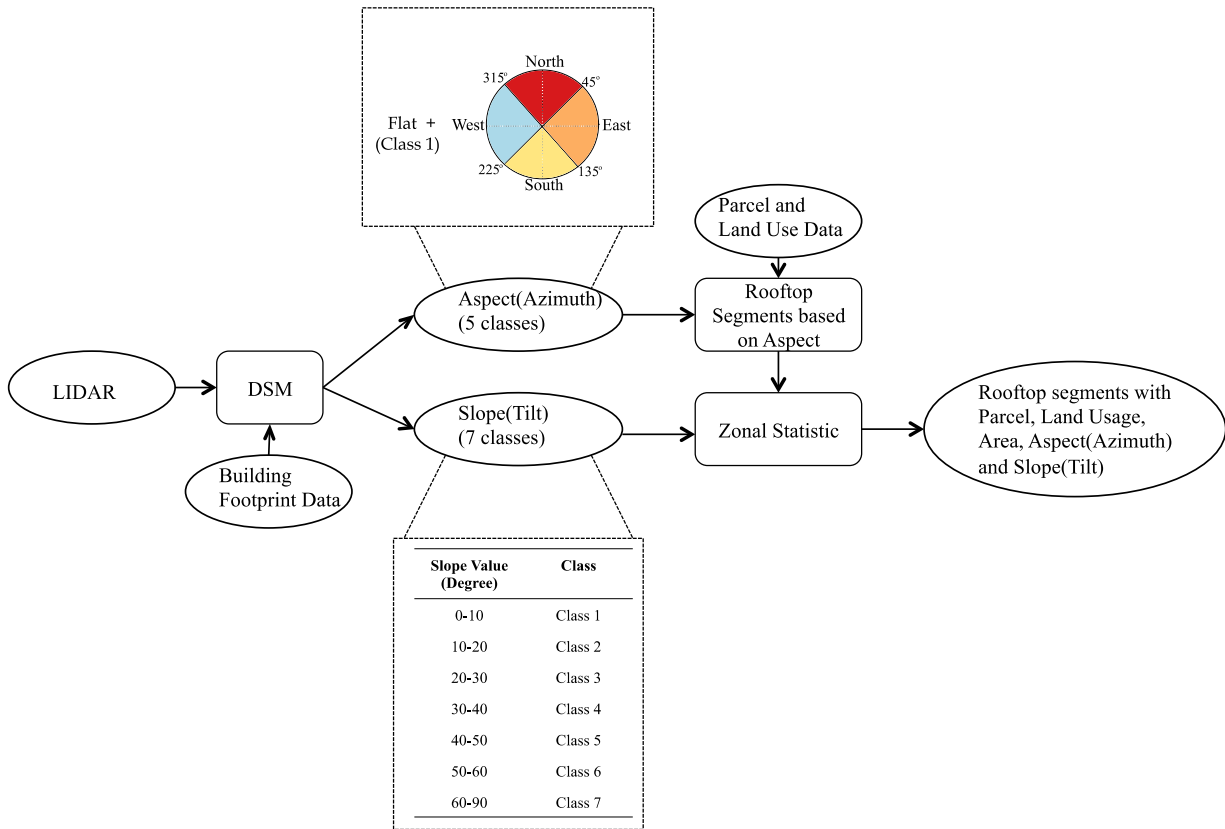 North
315°
45°
Flat +
(Class 1)
West
East
225°
135°
South
Parcel and
Land Use Data
Aspect(Azimuth)
(5 classes)
Rooftop
Segments based
on Aspect
LIDAR
DSM
Slope(Tilt)
(7 classes)
Zonal Statistic
Rooftop segments with
Parcel, Land Usage,
Area, Aspect(Azimuth)
and Slope(Tilt)
Building
Footprint Data
Slope Value
(Degree)
Class
0-10 Class 1
10-20 Class 2
20-30 Class 3
30-40 Class 4
40-50 Class 5
50-60 Class 6
60-90 Class 7